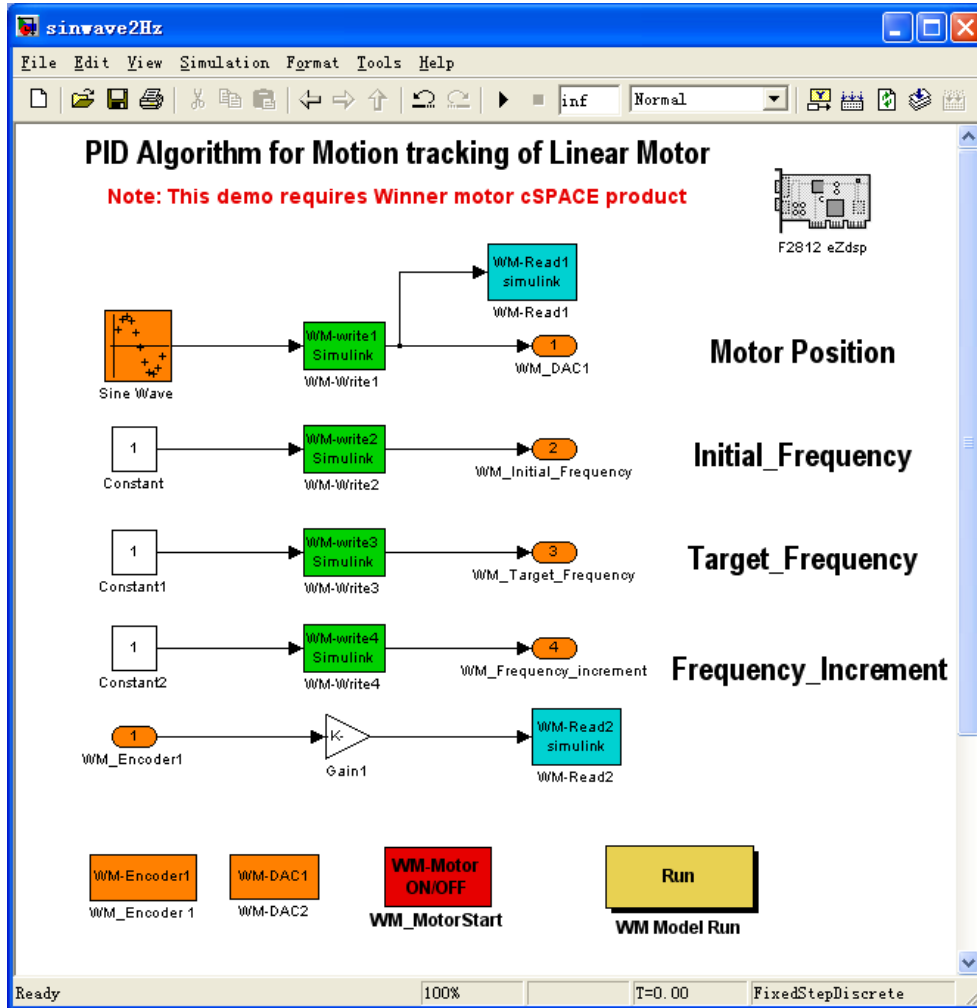 sinwave2Hz
File Edit View Simulation Format Tools Help
inf Normal
PID Algorithm for Motion tracking of Linear Motor
Note: This demo requires Winner motor cSPACE product
F2812 eZdsp
WM-Read1
simulink
WM-Read1
Sine Wave
WM-write1
Simulink
WM-Write1
1
WM_DAC1
Motor Position
1
Constant
WM-write2
Simulink
WM-Write2
2
WM_Initial_Frequency
Initial_Frequency
1
Constant1
WM-write3
Simulink
WM-Write3
3
WM_Target_Frequency
Target_Frequency
1
Constant2
WM-write4
Simulink
WM-Write4
4
WM_Frequency_increment
Frequency_Increment
1
WM_Encoder1
K-
Gain1
WM-Read2
simulink
WM-Read2
WM-Encoder1
WM_Encoder 1
WM-DAC1
WM-DAC2
WM-Motor
ON/OFF
WM_MotorStart
Run
WM Model Run
Ready 100% T=0.00 FixedStepDiscrete